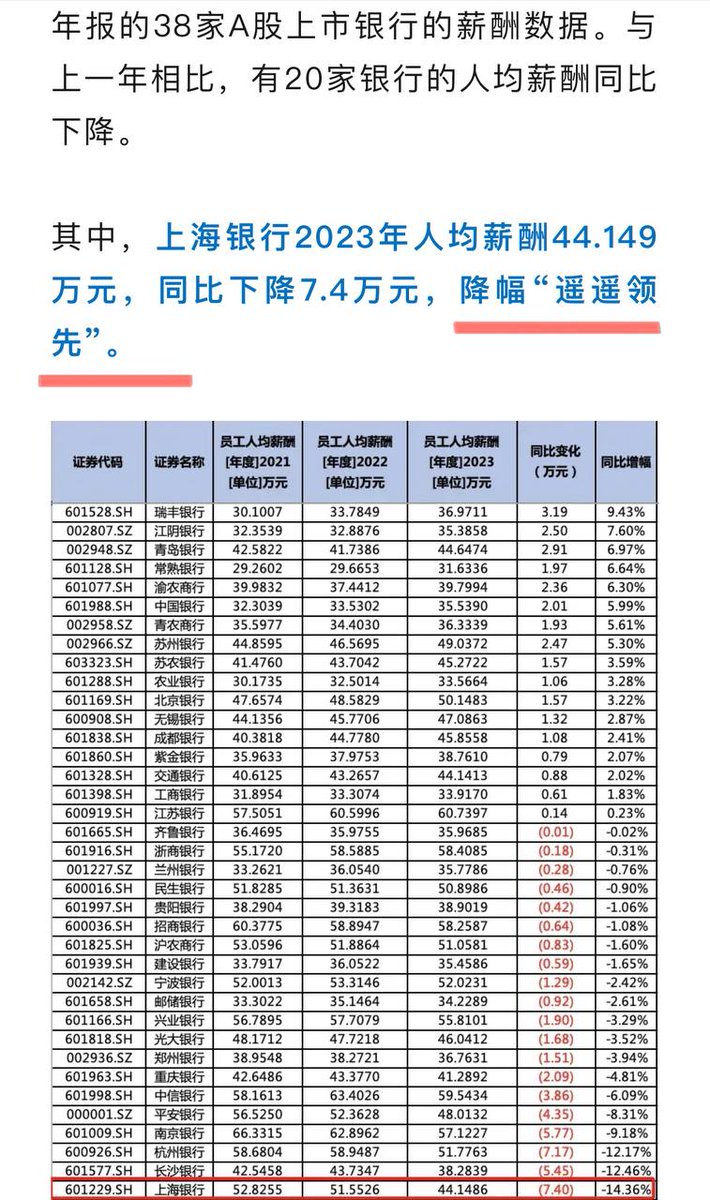 年报的38家A股上市银行的薪酬数据。与
上一年相比，有20家银行的人均薪酬同比
下降。
其中，上海银行2023年人均薪酬44.149
万元，同比下降7.4万元，降幅“遥遥领
先”。
证券代码 证券名称 员工人均薪酬 [年度]2021 [单位]万元 员工人均薪酬 [年度]2022 [单位]万元 员工人均薪酬 [年度]2023 [单位]万元 同比变化 （万元） 同比增幅
601528.SH 瑞丰银行 30.1007 33.7849 36.9711 3.19 9.43%
002807.SZ 江阴银行 32.3539 32.8876 35.3858 2.50 7.60%
002948.SZ 青岛银行 42.5822 41.7386 44.6474 2.91 6.97%
601128.SH 常熟银行 29.2602 29.6653 31.6336 1.97 6.64%
601077.SH 渝农商行 39.9832 37.4412 39.7994 2.36 6.30%
601988.SH 中国银行 32.3039 33.5302 35.5390 2.01 5.99%
002958.SZ 青农商行 35.5977 34.4030 36.3339 1.93 5.61%
002966.SZ 苏州银行 44.8595 46.5695 49.0372 2.47 5.30%
603323.SH 苏农银行 41.4760 43.7042 45.2722 1.57 3.59%
601288.SH 农业银行 30.1735 32.5014 33.5664 1.06 3.28%
601169.SH 北京银行 47.6574 48.5829 50.1483 1.57 3.22%
600908.SH 无锡银行 44.1356 45.7706 47.0863 1.32 2.87%
601838.SH 成都银行 40.3818 44.7780 45.8558 1.08 2.41%
601860.SH 紫金银行 35.9633 37.9753 38.7610 0.79 2.07%
601328.SH 交通银行 40.6125 43.2657 44.1413 0.88 2.02%
601398.SH 工商银行 31.8954 33.3074 33.9170 0.61 1.83%
600919.SH 江苏银行 57.5051 60.5996 60.7397 0.14 0.23%
601665.SH 齐鲁银行 36.4695 35.9755 35.9685 (0.01) -0.02%
601916.SH 浙商银行 55.1720 58.5885 58.4085 (0.18) -0.31%
001227.SZ 兰州银行 33.2621 36.0540 35.7786 (0.28) -0.76%
600016.SH 民生银行 51.8285 51.3631 50.8986 (0.46) -0.90%
601997.SH 贵阳银行 38.2904 39.3183 38.9019 (0.42) -1.06%
600036.SH 招商银行 60.3775 58.8947 58.2587 (0.64) -1.08%
601825.SH 沪农商行 53.0596 51.8864 51.0581 (0.83) -1.60%
601939.SH 建设银行 33.7917 36.0522 35.4586 (0.59) -1.65%
002142.SZ 宁波银行 52.0013 53.3146 52.0231 (1.29) -2.42%
601658.SH 邮储银行 33.3022 35.1464 34.2289 (0.92) -2.61%
601166.SH 兴业银行 56.7895 57.7079 55.8101 (1.90) -3.29%
601818.SH 光大银行 48.1712 47.7218 46.0412 (1.68) -3.52%
002936.SZ 郑州银行 38.9548 38.2721 36.7631 (1.51) -3.94%
601963.SH 重庆银行 42.6486 43.3770 41.2892 (2.09) -4.81%
601998.SH 中信银行 58.1613 63.4026 59.5434 (3.86) -6.09%
000001.SZ 平安银行 56.5250 52.3628 48.0132 (4.35) -8.31%
601009.SH 南京银行 66.3315 62.8962 57.1227 (5.77) -9.18%
600926.SH 杭州银行 58.6804 58.9487 51.7763 (7.17) -12.17%
601577.SH 长沙银行 42.5458 43.7347 38.2839 (5.45) -12.46%
601229.SH 上海银行 52.8255 51.5526 44.1486 (7.40) -14.36%